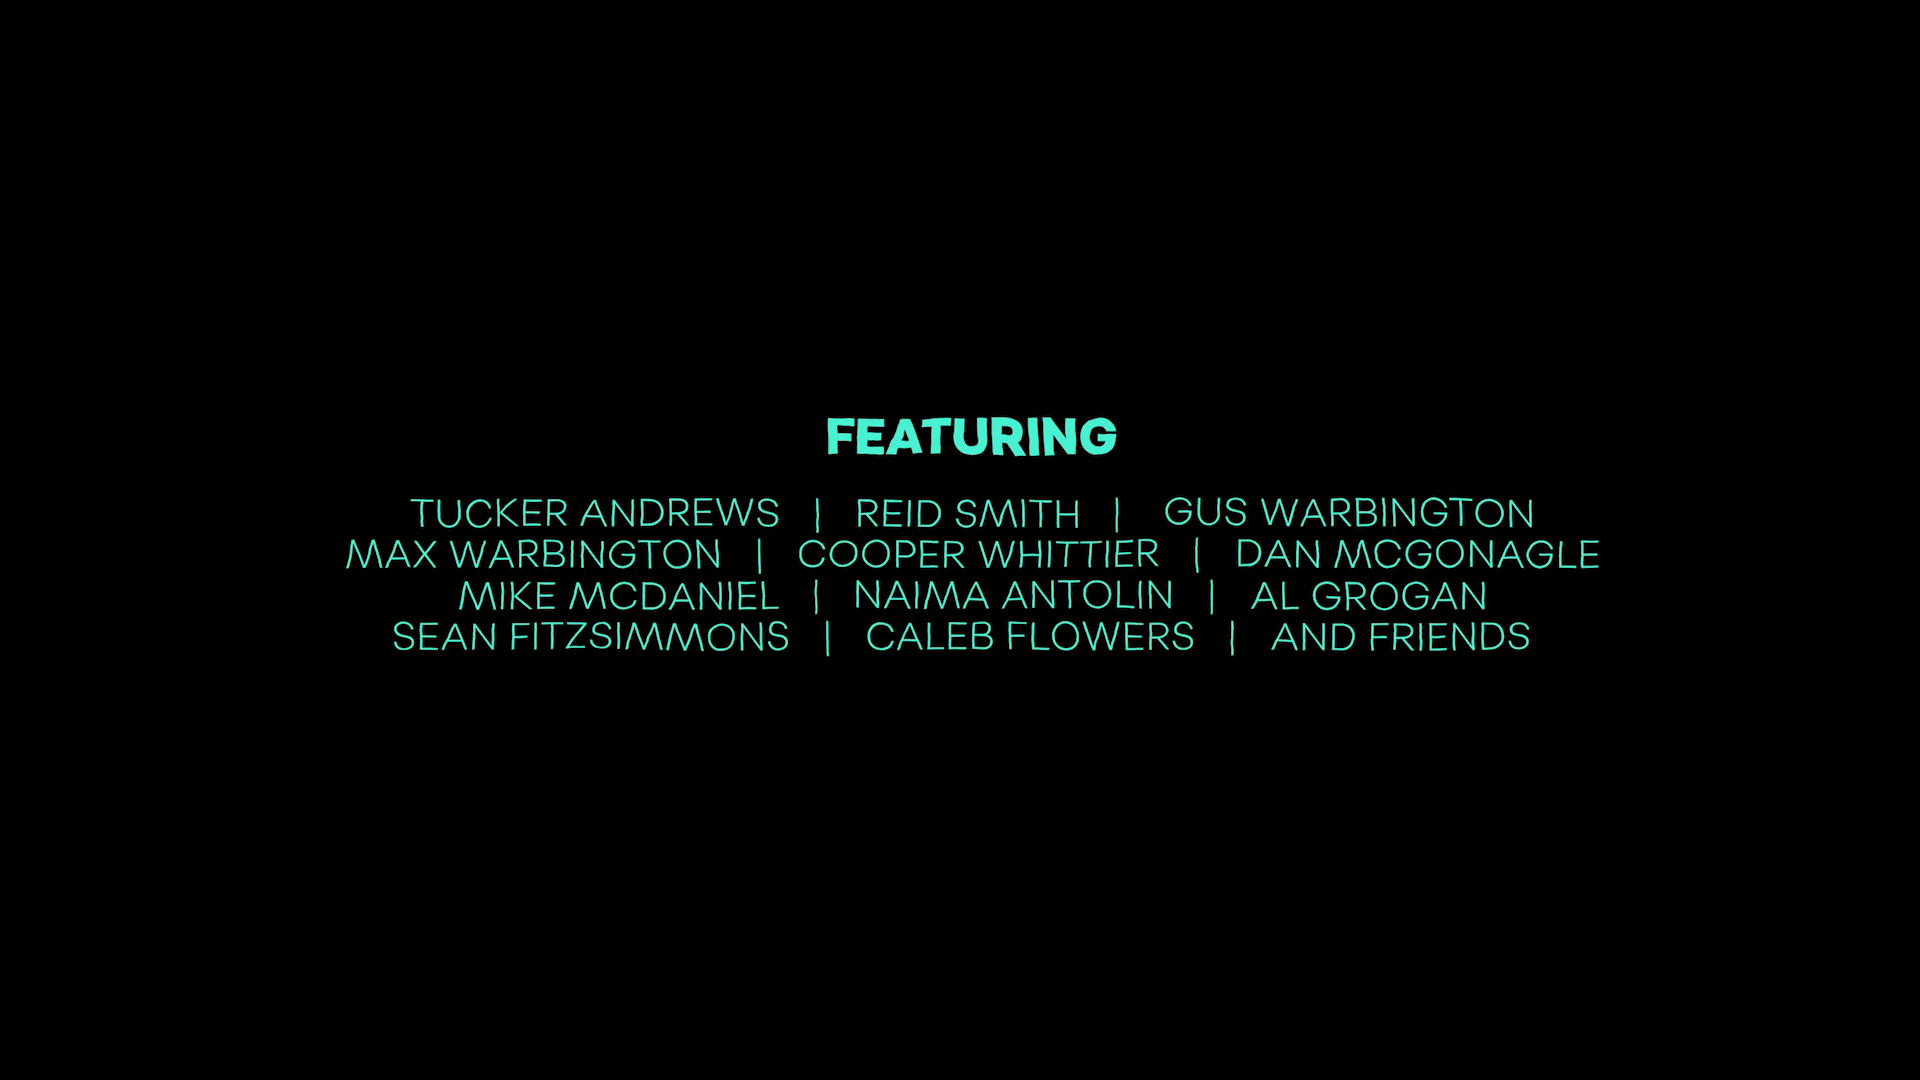 FEATURING
TUCKER ANDREWS | REID SMITH | GUS WARBINGTON
MAX WARBINGTON | COOPER WHITTIER | DAN MCGONAGLE
MIKE MCDANIEL | NAIMA ANTOLIN | AL GROGAN
SEAN FITZSIMMONS | CALEB FLOWERS | AND FRIENDS